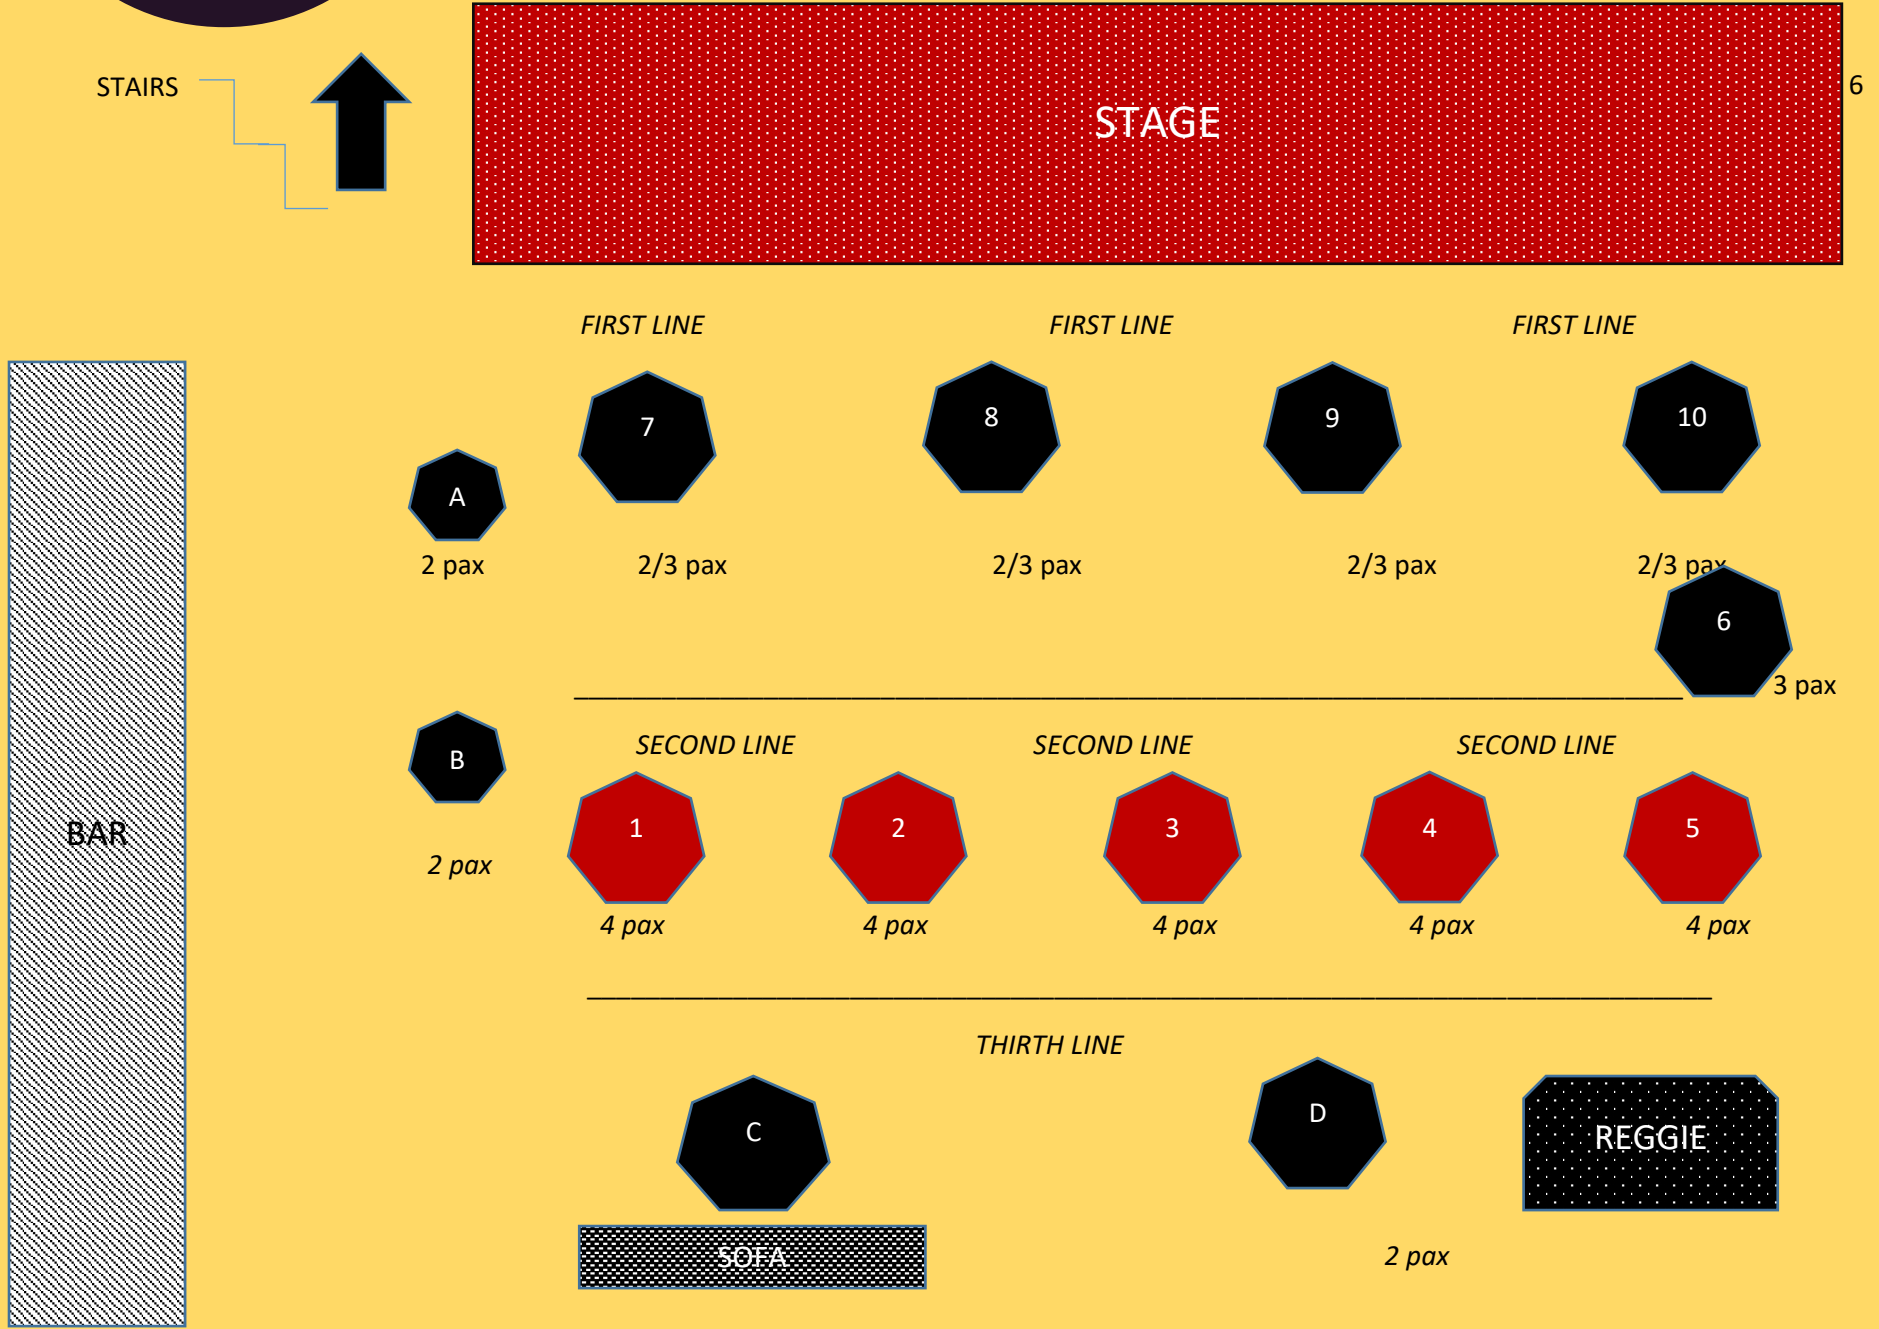 STAIRS
STAGE
6
FIRST LINE FIRST LINE FIRST LINE
7 8 9 10
A
2 pax 2/3 pax 2/3 pax 2/3 pax 2/3 pax
6
3 pax
SECOND LINE SECOND LINE SECOND LINE
B
1 2 3 4 5
BAR
2 pax
4 pax 4 pax 4 pax 4 pax 4 pax
THIRTH LINE
C D
REGGIE
SOFA
2 pax